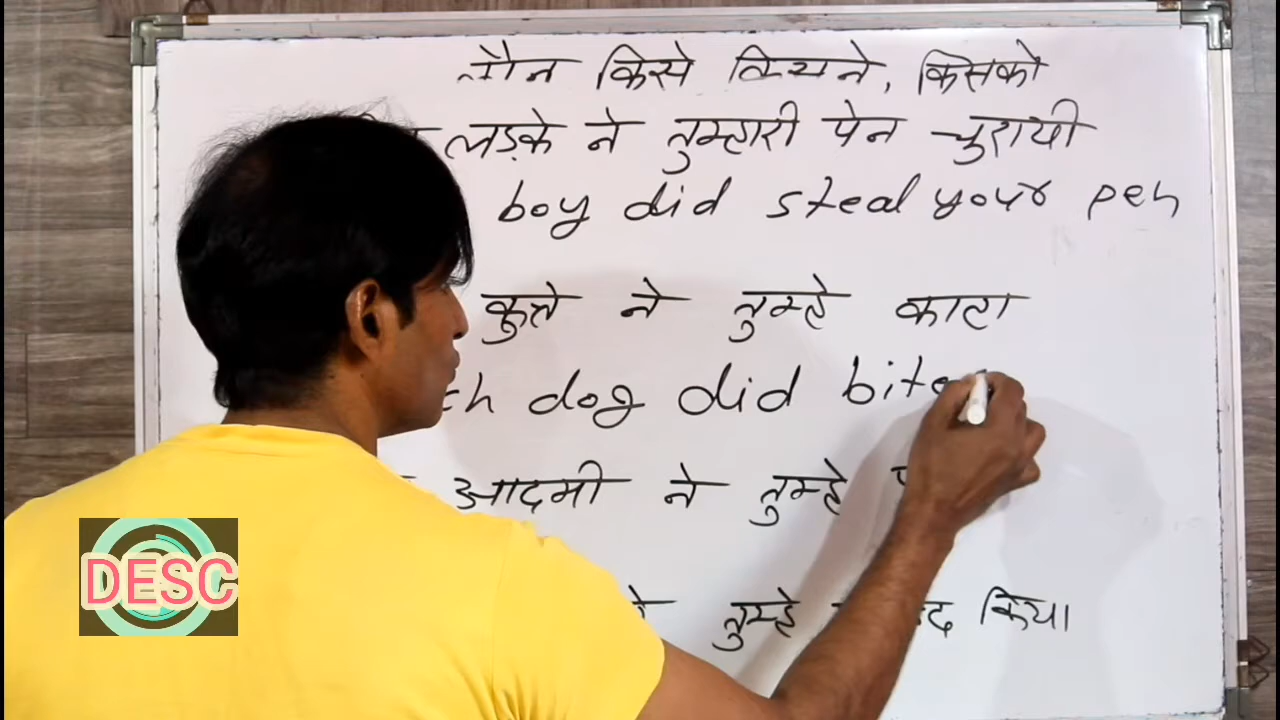 कौन किसे किसने, किसको
लड़के ने तुम्हारी पेन चुरायी
boy did steal your pen
कुत्ते ने तुम्हे काटा
ch dog did bite
आदमी ने तुम्हे
तुम्हे किया
DESC